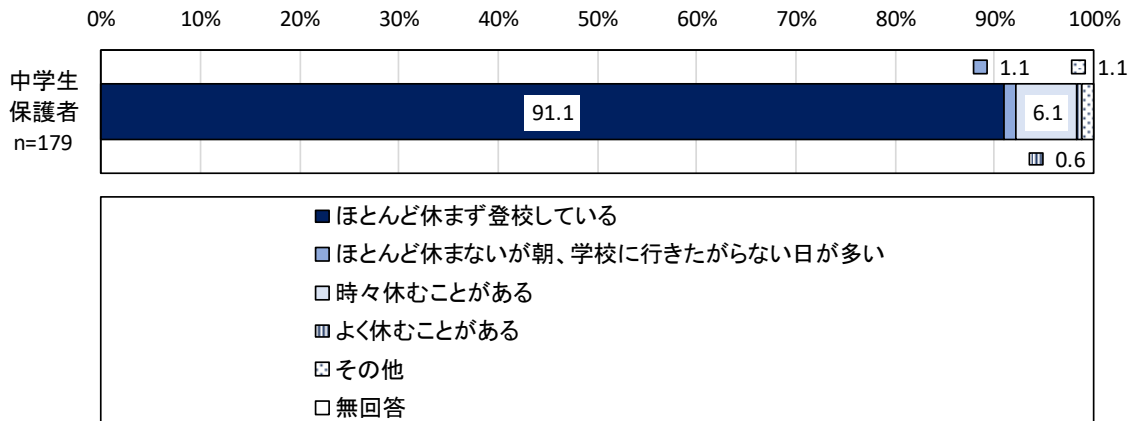 0% 10% 20% 30% 40% 50% 60% 70% 80% 90% 100%
1.1 1.1
中学生
保護者
n=179
91.1 6.1
0.6
ほとんど休まず登校している
ほとんど休まないが朝、学校に行きたがらない日が多い
時々休むことがある
よく休むことがある
その他
無回答